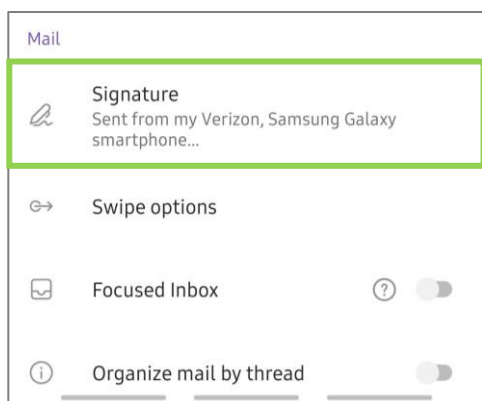 Mail
Signature
Sent from my Verizon, Samsung Galaxy
smartphone...
Swipe options
Focused Inbox ?
Organize mail by thread